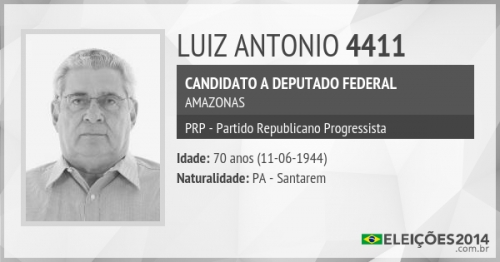 LUIZ ANTONIO 4411
CANDIDATO A DEPUTADO FEDERAL
AMAZONAS
PRP - Partido Republicano Progressista
Idade: 70 anos (11-06-1944)
Naturalidade: PA - Santarem
ELEIÇÕES2014
.com.br